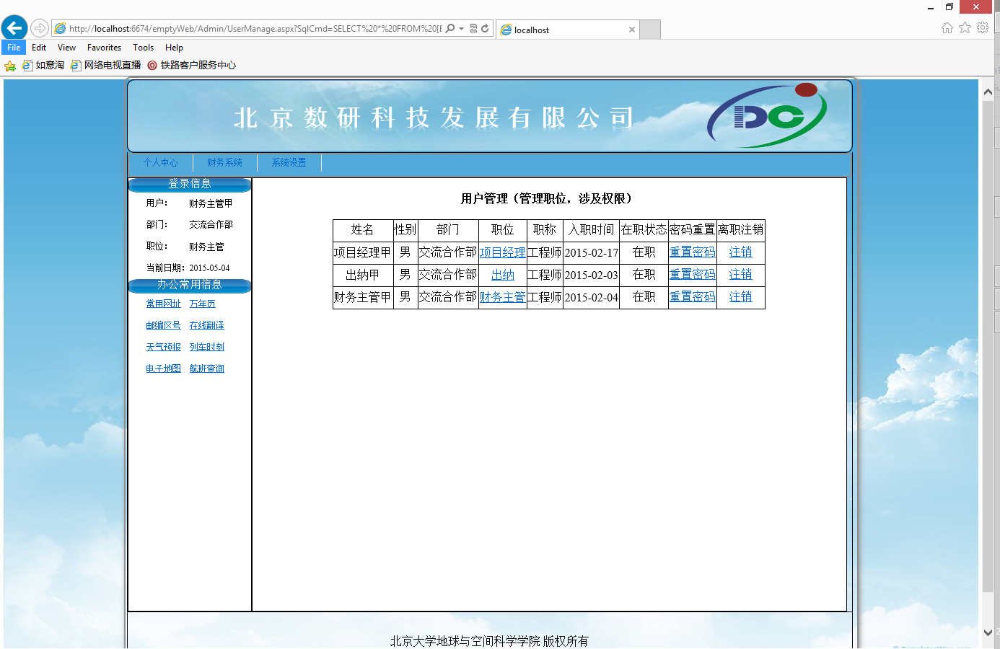 http://localhost:6674/emptyWeb/Admin/UserManage.aspx?SqlCmd=SELECT%20*%20FROM%20[
localhost
File Edit View Favorites Tools Help
如意淘 网络电视直播 铁路客户服务中心
北京数研科技发展有限公司
DC
个人中心 财务系统 系统设置
登录信息
用户： 财务主管甲
部门： 交流合作部
职位： 财务主管
当前日期：2015-05-04
办公常用信息
常用网址 万年历
邮编区号 在线翻译
天气预报 列车时刻
电子地图 航班查询
用户管理（管理职位，涉及权限）
姓名 性别 部门 职位 职称 入职时间 在职状态 密码重置 离职注销
项目经理甲 男 交流合作部 项目经理 工程师 2015-02-17 在职 重置密码 注销
出纳甲 男 交流合作部 出纳 工程师 2015-02-03 在职 重置密码 注销
财务主管甲 男 交流合作部 财务主管 工程师 2015-02-04 在职 重置密码 注销
北京大学地球与空间科学学院 版权所有